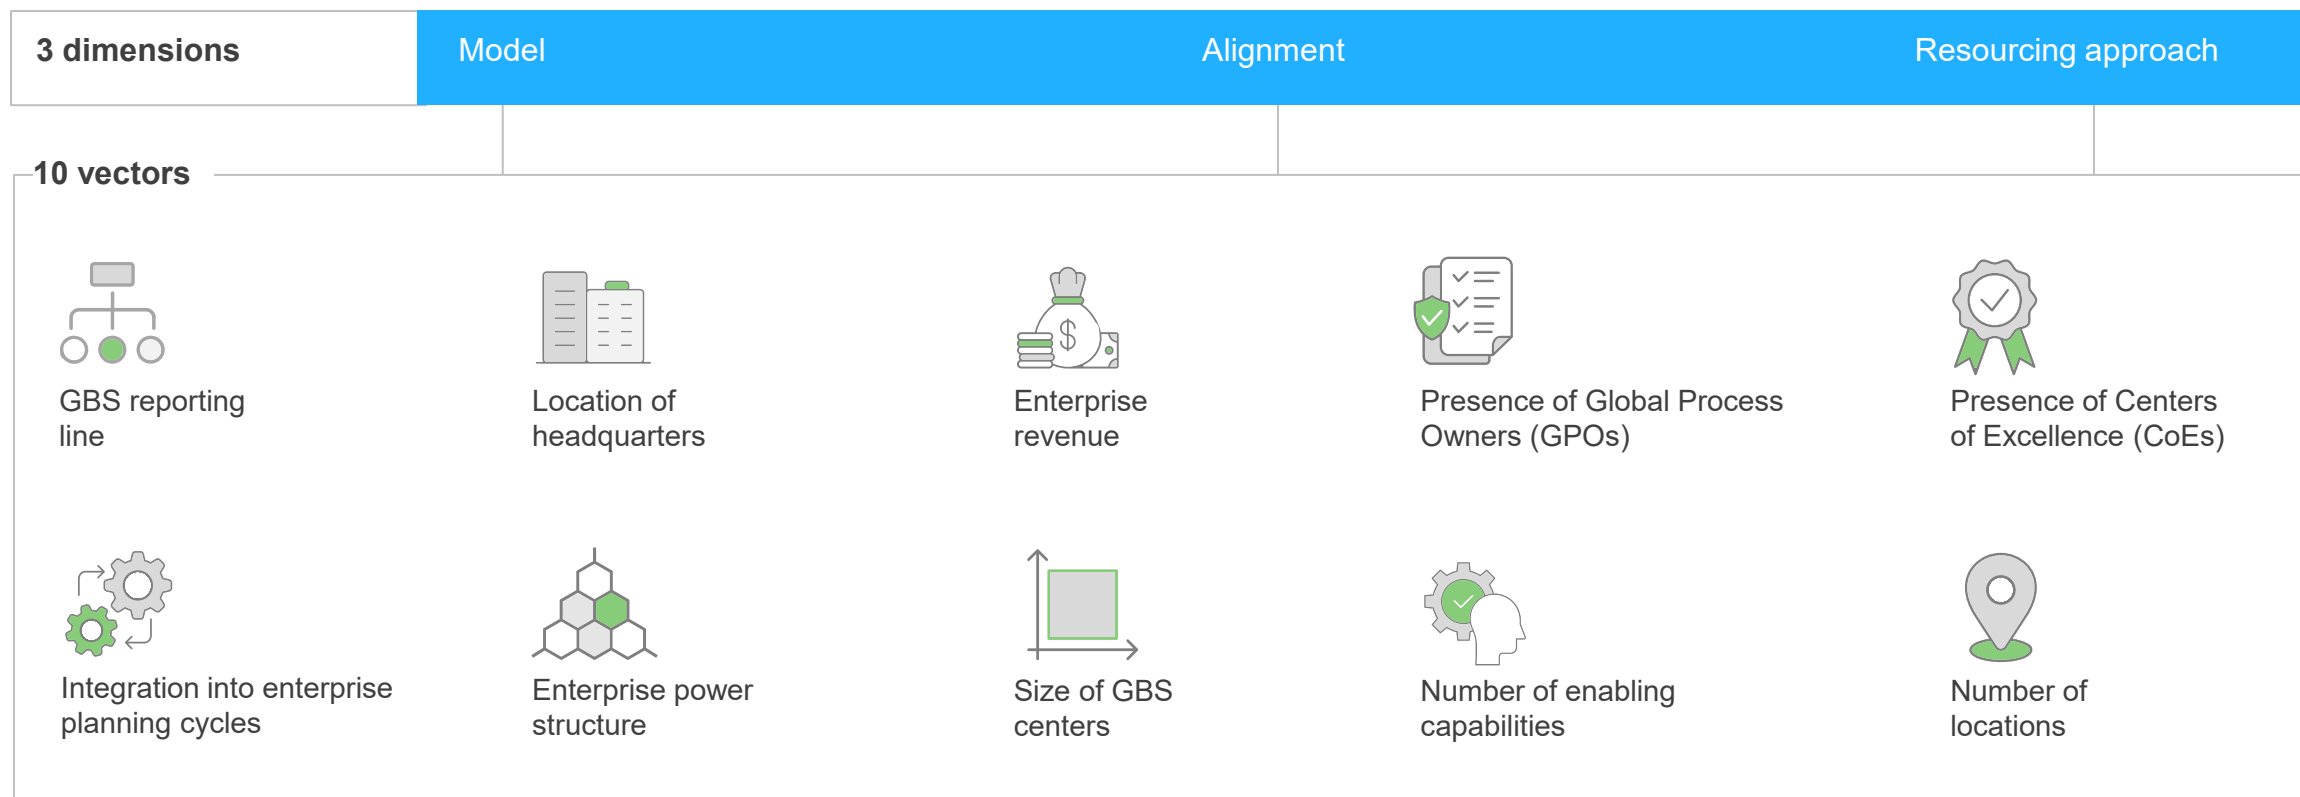 3 dimensions
Model
Alignment
Resourcing approach
10 vectors
GBS reporting
line
Location of
headquarters
$
Enterprise
revenue
Presence of Global Process
Owners (GPOs)
Presence of Centers
of Excellence (CoEs)
Integration into enterprise
planning cycles
Enterprise power
structure
Size of GBS
centers
Number of enabling
capabilities
Number of
locations